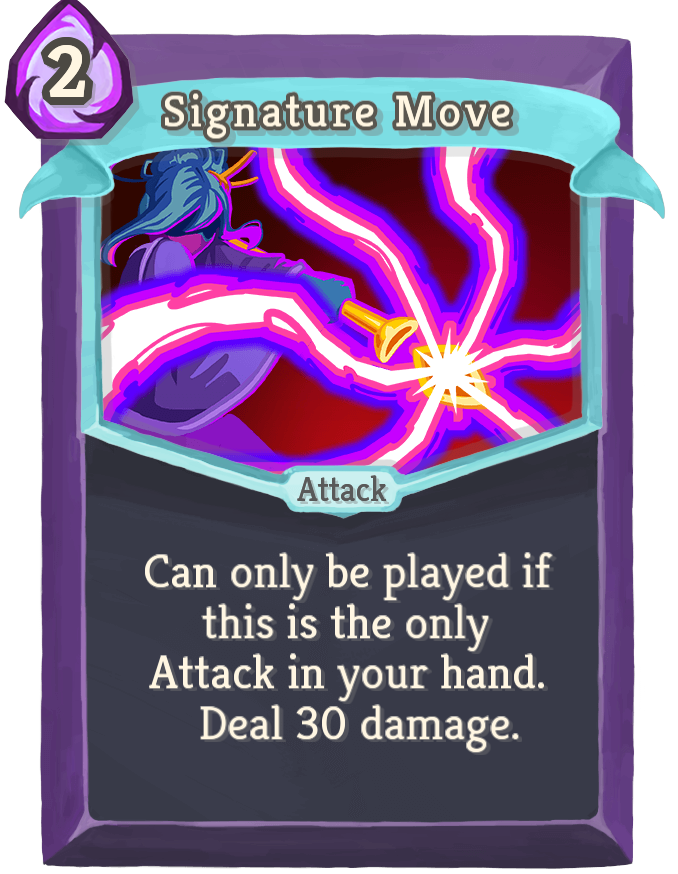 2
Signature Move
Attack
Can only be played if
this is the only
Attack in your hand.
Deal 30 damage.